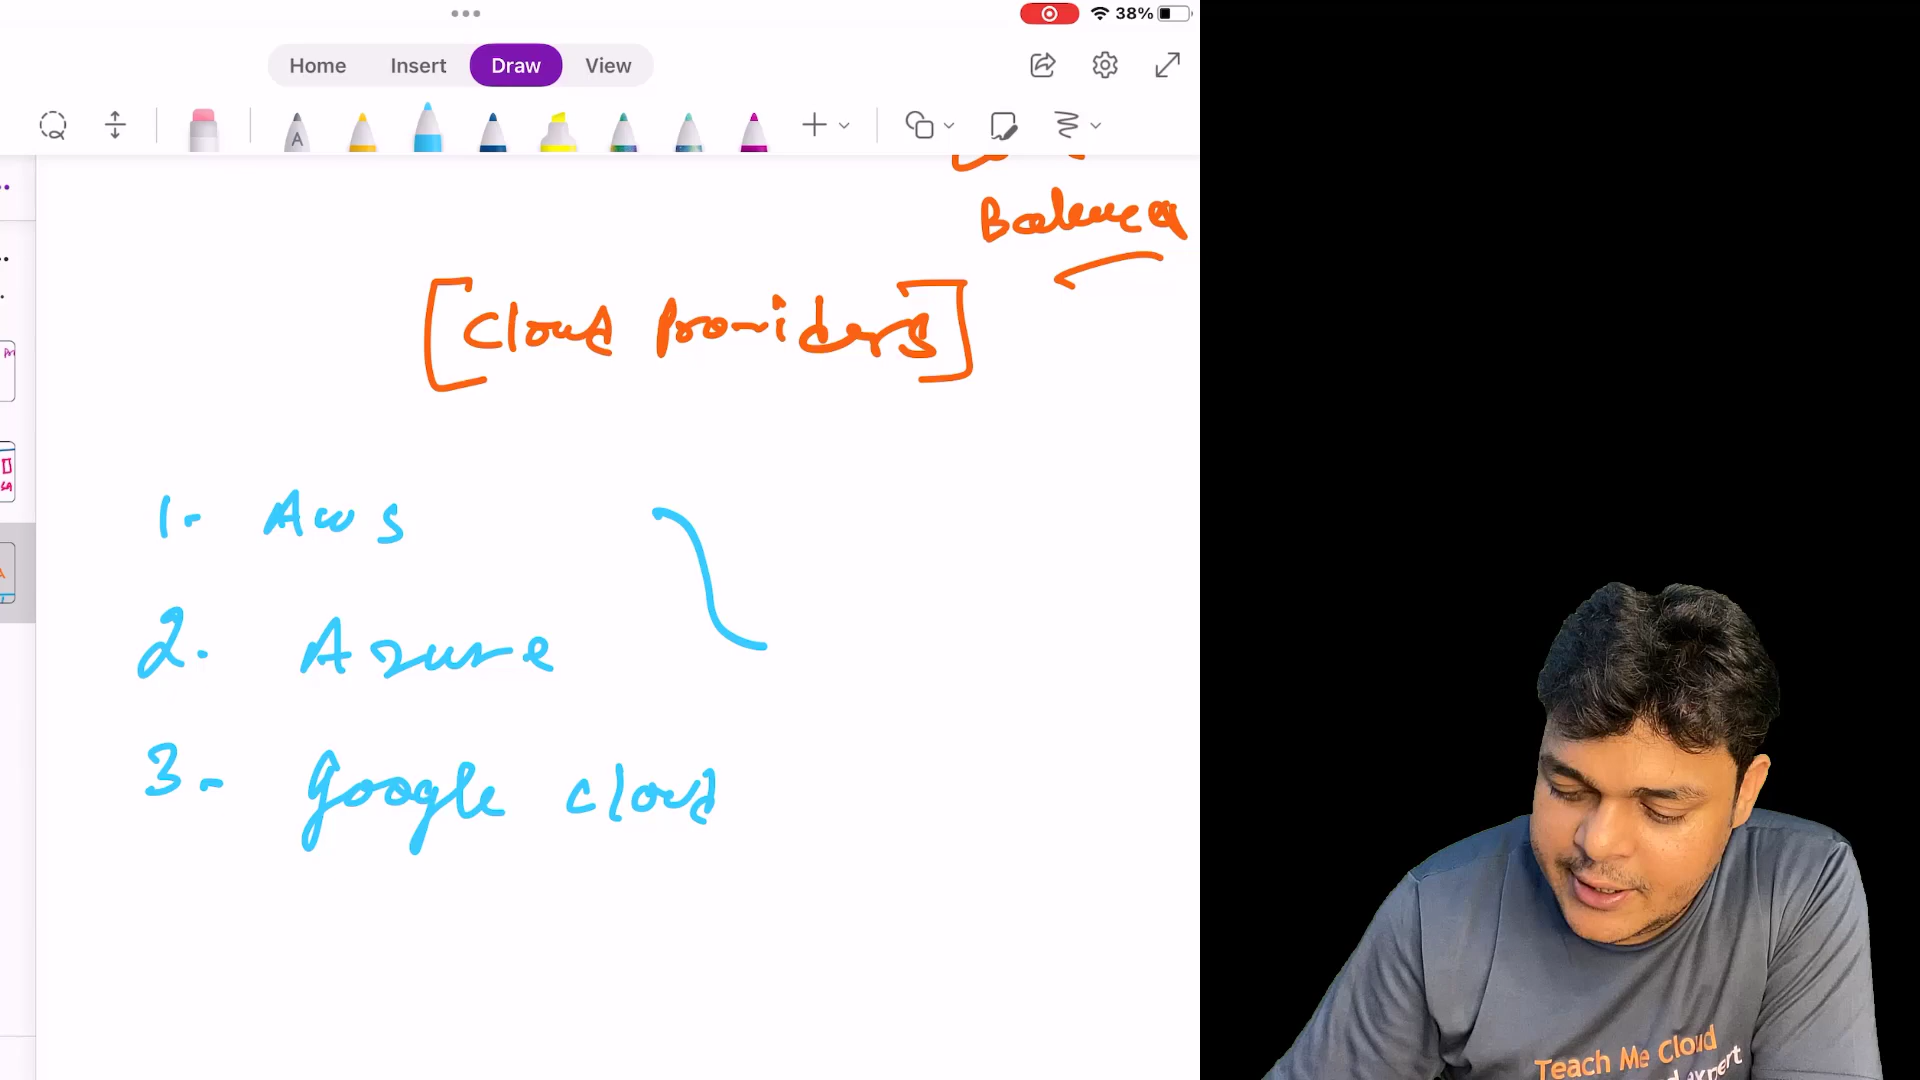 38%
Home Insert Draw View
A
Balancer
[Cloud Providers]
1. Aws
2. Azure
3. Google cloud
Teach Me Cloud